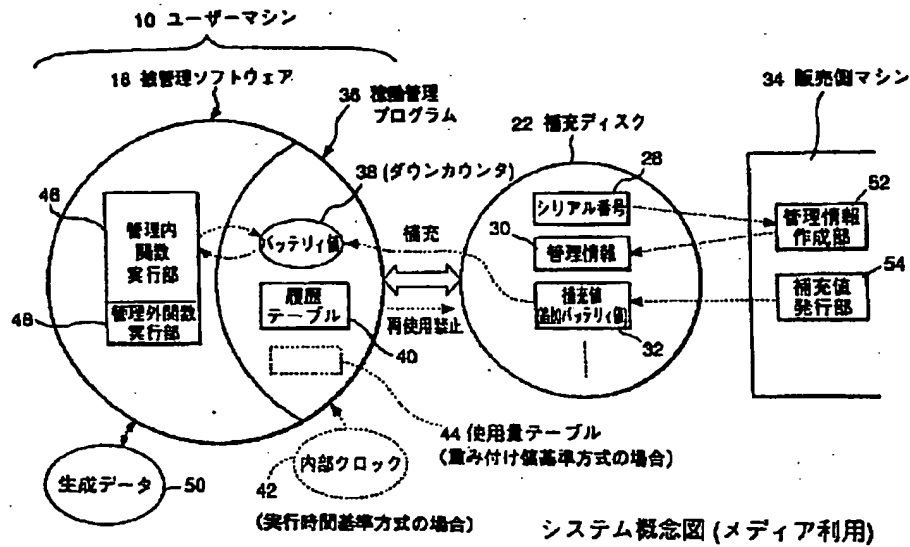 10 ユーザーマシン
18 被管理ソフトウェア
36 稼働管理
プログラム
38 (ダウンカウンタ)
22 補充ディスク
34 販売側マシン
46
管理内
関数
実行部
管理外関数
実行部
48
バッテリィ値
履歴
テーブル
40
補充
再使用禁止
28
シリアル番号
30
管理情報
補充値
(追加バッテリィ値)
32
52
管理情報
作成部
54
補充値
発行部
44 使用量テーブル
(重み付け値基準方式の場合)
42
内部クロック
(実行時間基準方式の場合)
生成データ
50
システム概念図 (メディア利用)